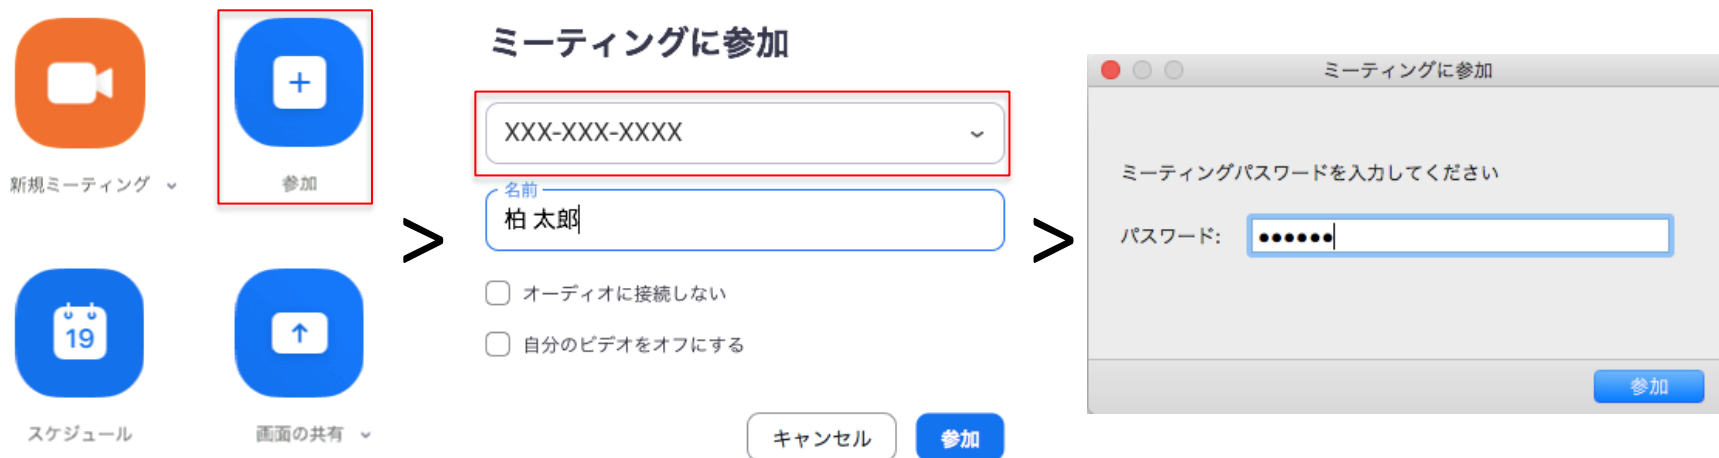 新規ミーティング
参加
19
スケジュール
画面の共有
>
ミーティングに参加
XXX-XXX-XXXX
名前
柏 太郎
オーディオに接続しない
自分のビデオをオフにする
キャンセル
参加
>
ミーティングに参加
ミーティングパスワードを入力してください
パスワード: ••••••
参加